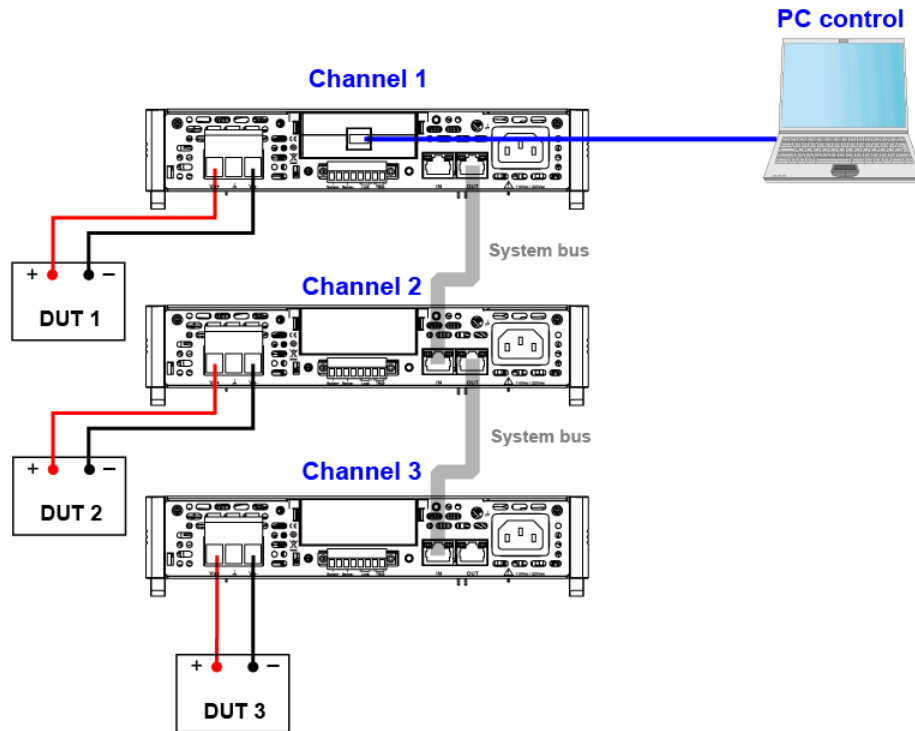 PC control
Channel 1
IN
OUT
System bus
+ −
DUT 1
Channel 2
IN
OUT
System bus
+ −
DUT 2
Channel 3
IN
OUT
+ −
DUT 3